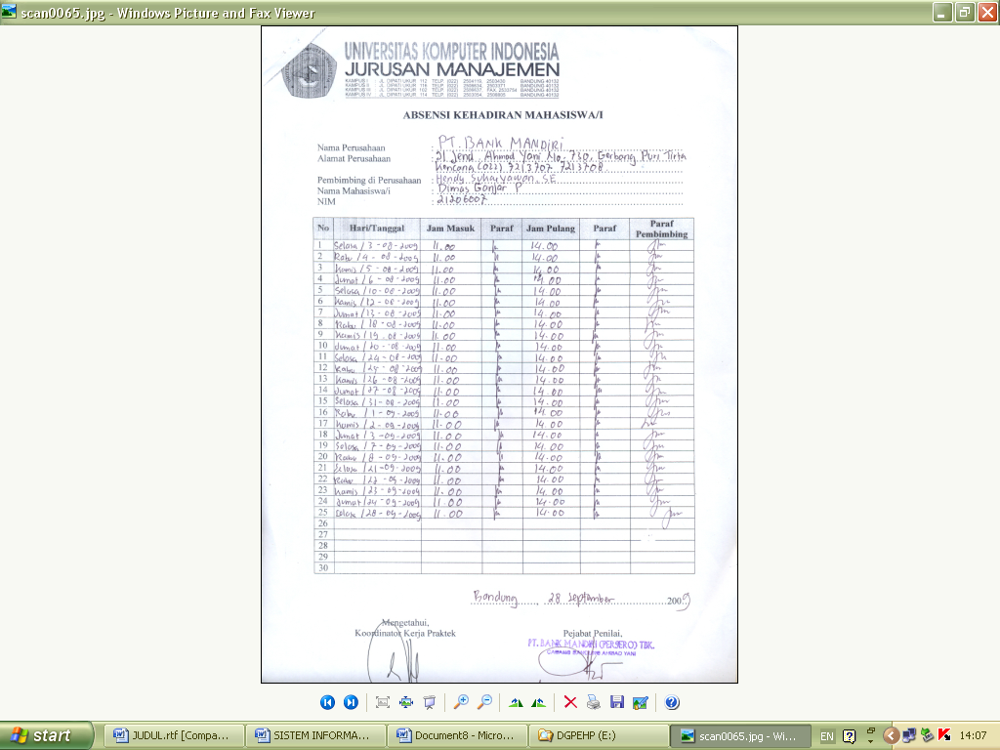 scan0065.jpg - Windows Picture and Fax Viewer
UNIVERSITAS KOMPUTER INDONESIA
JURUSAN MANAJEMEN
KAMPUS I : JL. DIPATI UKUR 112 TELP. (022) 2504119, 2503430 BANDUNG 40132
ABSENSI KEHADIRAN MAHASISWA/I
Nama Perusahaan : PT. BANK MANDIRI
Alamat Perusahaan : Jl. Jend. Ahmad Yani No. 730, Gerbang Puri Tirta
Kencana (022) 7213707 7213708
Pembimbing di Perusahaan : Hendy Suharyawan, SE
Nama Mahasiswa/i : Dimas Ganjar P
NIM : 21206007
No Hari/Tanggal Jam Masuk Paraf Jam Pulang Paraf Paraf Pembimbing
1 Selasa / 3 - 08 - 2009 11.00 14.00
2 Rabu / 4 - 08 - 2009 11.00 14.00
3 Kamis / 5 - 08 - 2009 11.00 14.00
4 Jumat / 6 - 08 - 2009 11.00 14.00
5 Selasa / 10 - 08 - 2009 11.00 14.00
6 Kamis / 12 - 08 - 2009 11.00 14.00
7 Jumat / 13 - 08 - 2009 11.00 14.00
8 Rabu / 18 - 08 - 2009 11.00 14.00
9 Kamis / 19 - 08 - 2009 11.00 14.00
10 Jumat / 20 - 08 - 2009 11.00 14.00
11 Selasa / 24 - 08 - 2009 11.00 14.00
12 Rabu / 25 - 08 - 2009 11.00 14.00
13 Kamis / 26 - 08 - 2009 11.00 14.00
14 Jumat / 27 - 08 - 2009 11.00 14.00
15 Selasa / 31 - 08 - 2009 11.00 14.00
16 Rabu / 1 - 09 - 2009 11.00 14.00
17 Kamis / 2 - 09 - 2009 11.00 14.00
18 Jumat / 3 - 09 - 2009 11.00 14.00
19 Selasa / 7 - 09 - 2009 11.00 14.00
20 Rabu / 8 - 09 - 2009 11.00 14.00
21 Selasa / 21 - 09 - 2009 11.00 14.00
22 Rabu / 22 - 09 - 2009 11.00 14.00
23 Kamis / 23 - 09 - 2009 11.00 14.00
24 Jumat / 24 - 09 - 2009 11.00 14.00
25 Selasa / 28 - 09 - 2009 11.00 14.00
26
27
28
29
30
Bandung, 28 September 2009
Mengetahui,
Koordinator Kerja Praktek
Pejabat Penilai,
PT. BANK MANDIRI (PERSERO) TBK.
CABANG BANDUNG AHMAD YANI
start
JUDUL.rtf [Compa...
SISTEM INFORMA...
Document8 - Micro...
DGPEHP (E:)
scan0065.jpg - Wi...
EN
14:07